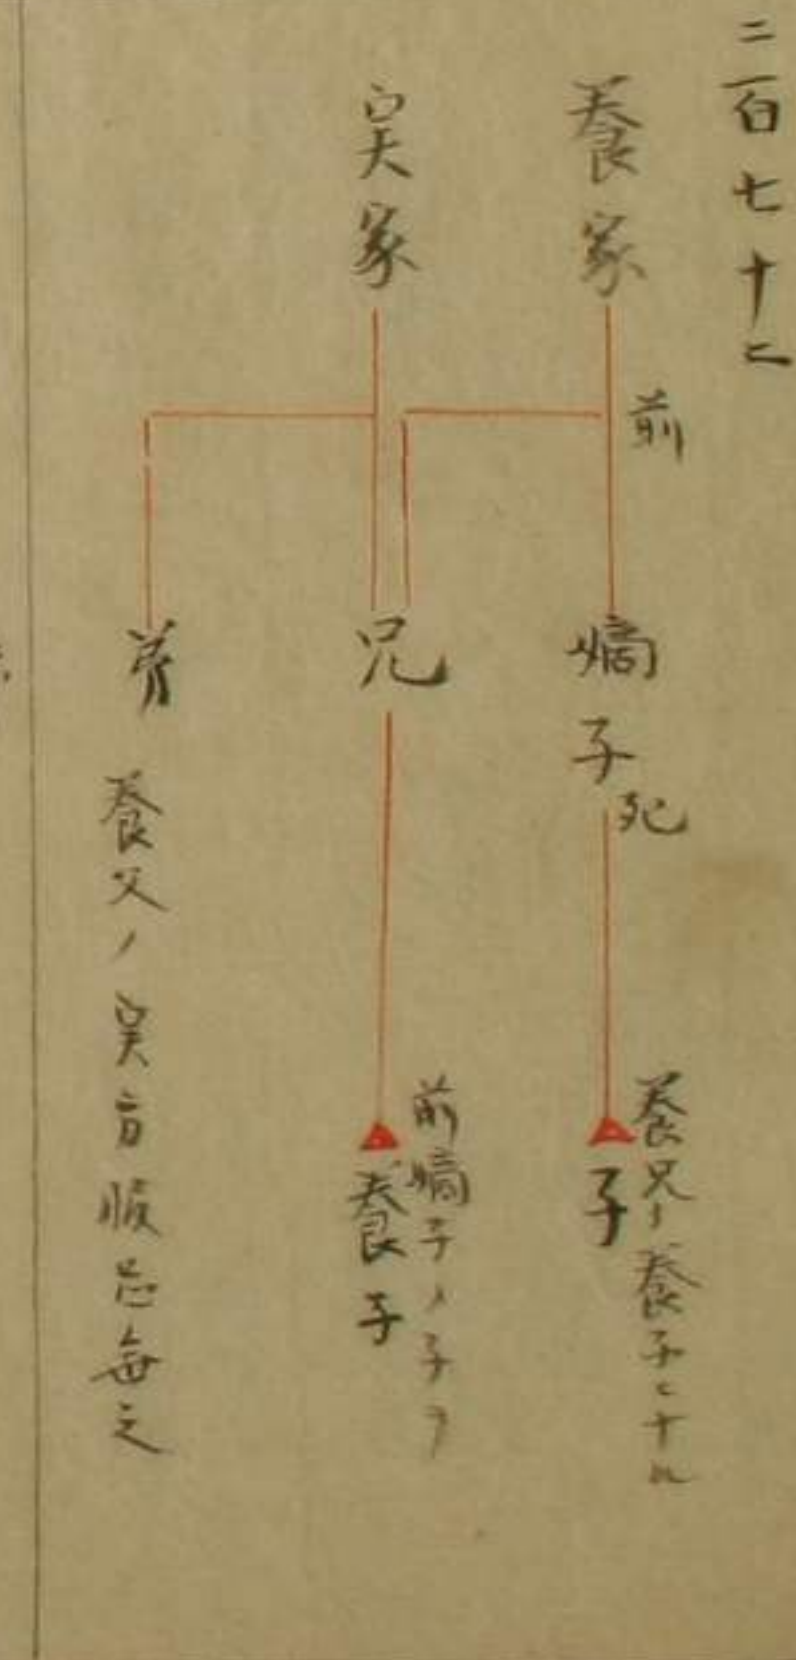 二百七十二
養家
前
嫡子死
養兄ノ養子ニナル
子
実家
兄
前嫡子ノ子ヲ
養子
弟
養父ノ実方服忌無之